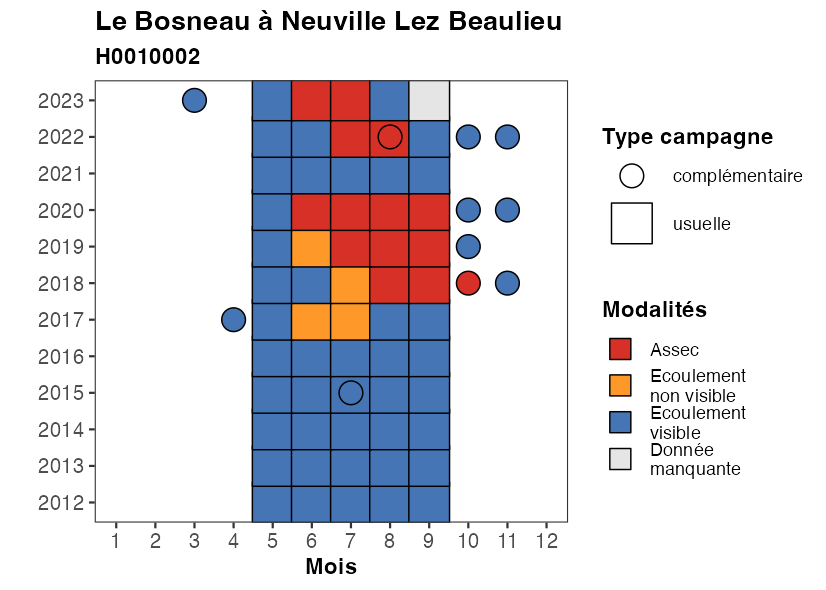 Le Bosneau à Neuville Lez Beaulieu
H0010002
2023
2022
2021
2020
2019
2018
2017
2016
2015
2014
2013
2012
1 2 3 4 5 6 7 8 9 10 11 12
Mois
Type campagne
complémentaire
usuelle
Modalités
Assec
Ecoulement
non visible
Ecoulement
visible
Donnée
manquante